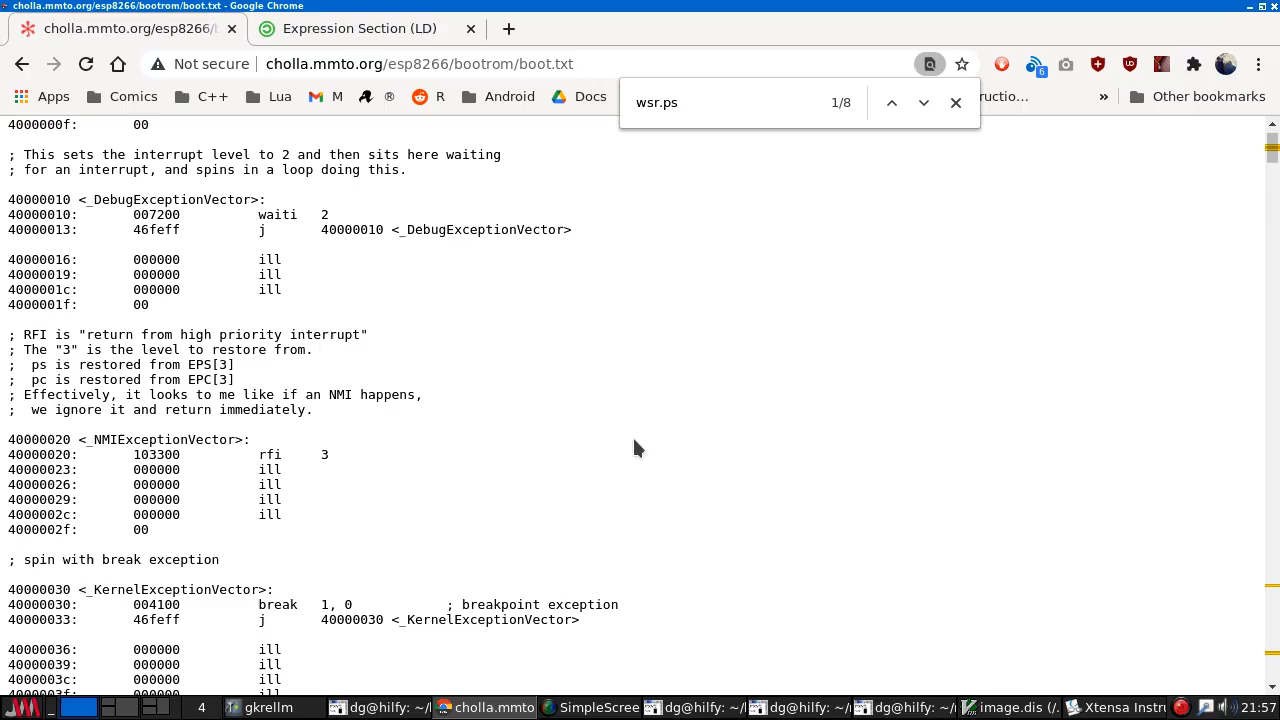 cholla.mmto.org/esp8266/bootrom/boot.txt - Google Chrome
cholla.mmto.org/esp8266/b
Expression Section (LD)
Not secure
cholla.mmto.org/esp8266/bootrom/boot.txt
6
Apps
Comics
C++
Lua
M
®
R
Android
Docs
»
Other bookmarks
wsr.ps
1/8
4000000f: 00
; This sets the interrupt level to 2 and then sits here waiting
; for an interrupt, and spins in a loop doing this.
40000010 <_DebugExceptionVector>:
40000010: 007200 waiti 2
40000013: 46feff j 40000010 <_DebugExceptionVector>
40000016: 000000 ill
40000019: 000000 ill
4000001c: 000000 ill
4000001f: 00
; RFI is "return from high priority interrupt"
; The "3" is the level to restore from.
;  ps is restored from EPS[3]
;  pc is restored from EPC[3]
; Effectively, it looks to me like if an NMI happens,
;  we ignore it and return immediately.
40000020 <_NMIExceptionVector>:
40000020: 103300 rfi 3
40000023: 000000 ill
40000026: 000000 ill
40000029: 000000 ill
4000002c: 000000 ill
4000002f: 00
; spin with break exception
40000030 <_KernelExceptionVector>:
40000030: 004100 break 1, 0 ; breakpoint exception
40000033: 46feff j 40000030 <_KernelExceptionVector>
40000036: 000000 ill
40000039: 000000 ill
4000003c: 000000 ill
4000003f: 000000 ill
4
gkrellm
dg@hilfy: ~/
cholla.mmto
SimpleScree
dg@hilfy: ~/
dg@hilfy: ~/
dg@hilfy: ~/
image.dis (/.
Xtensa Instr
21:57